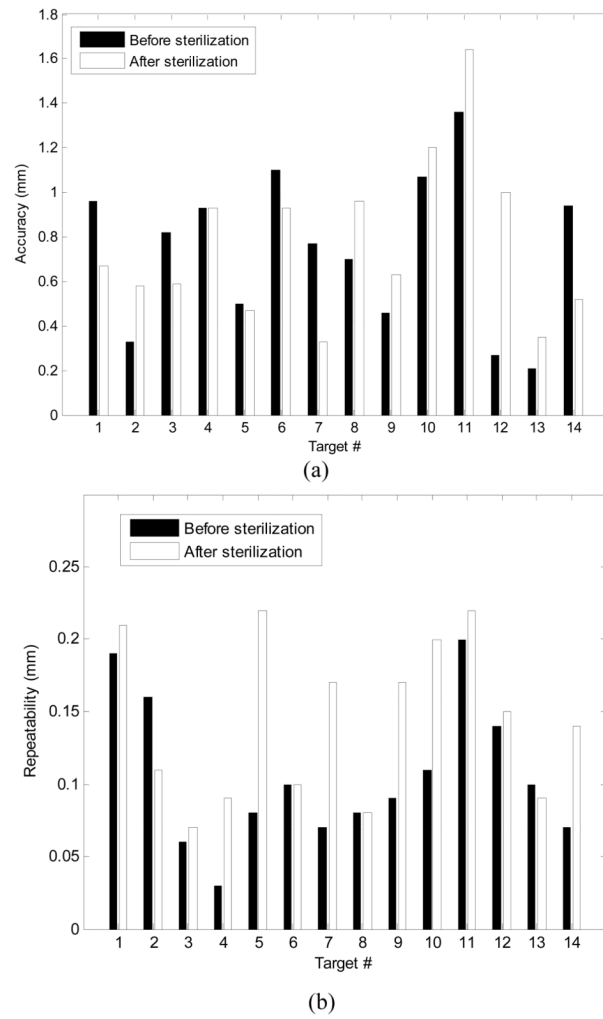 1.8
1.6
1.4
1.2
1
0.8
0.6
0.4
0.2
0
Accuracy (mm)
Before sterilization
After sterilization
1 2 3 4 5 6 7 8 9 10 11 12 13 14
Target #
(a)
0.25
0.2
0.15
0.1
0.05
0
Repeatability (mm)
Before sterilization
After sterilization
1 2 3 4 5 6 7 8 9 10 11 12 13 14
Target #
(b)